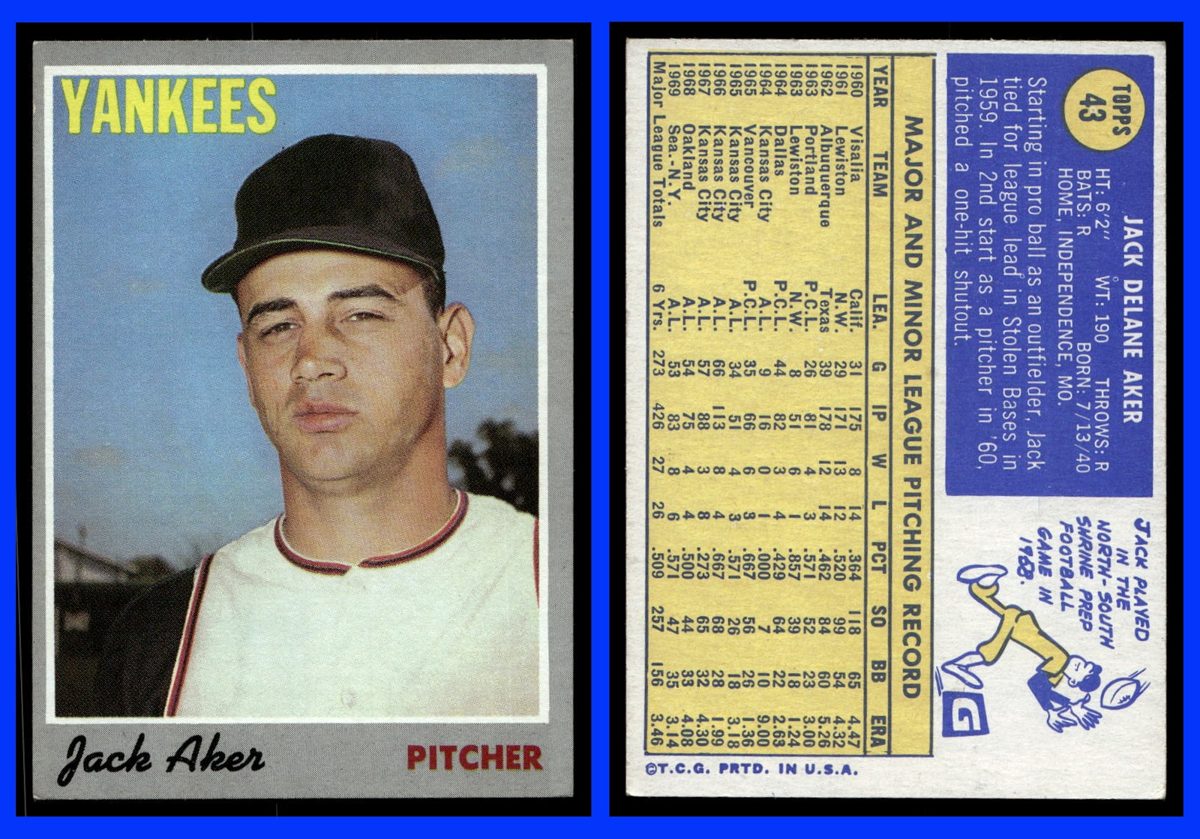 YANKEES
Jack Aker
PITCHER
TOPPS
43
JACK DELANE AKER
HT: 6'2" WT: 190 THROWS: R
BATS: R BORN: 7/13/40
HOME, INDEPENDENCE, MO.
Starting in pro ball as an outfielder, Jack
tied for league lead in Stolen Bases in
1959. In 2nd start as a pitcher in '60,
pitched a one-hit shutout.
JACK PLAYED
IN THE
NORTH-SOUTH
SHRINE PREP
FOOTBALL
GAME IN
1958.
G
MAJOR AND MINOR LEAGUE PITCHING RECORD
YEAR TEAM LEA. G IP W L PCT SO BB ERA
1960 Visalia Calif. 31 175 8 14 .364 118 65 4.47
1961 Lewiston N.W. 29 171 13 12 .520 99 54 4.32
1962 Albuquerque Texas 39 178 12 14 .462 84 60 5.26
1963 Portland P.C.L. 26 81 4 3 .571 52 23 3.00
1963 Lewiston N.W. 8 51 6 1 .857 39 18 1.24
1964 Dallas P.C.L. 44 82 3 4 .429 64 22 2.63
1964 Kansas City A.L. 9 16 0 1 .000 7 10 9.00
1965 Vancouver P.C.L. 35 66 6 3 .667 56 26 1.36
1965 Kansas City A.L. 34 51 4 3 .571 26 18 3.18
1966 Kansas City A.L. 66 113 8 4 .667 68 28 1.99
1967 Kansas City A.L. 57 88 3 8 .273 65 32 4.30
1968 Oakland A.L. 54 75 4 4 .500 44 33 4.08
1969 Sea.-N.Y. A.L. 53 83 8 6 .571 47 35 3.14
Major League Totals 6 Yrs. 273 426 27 26 .509 257 156 3.46
©T.C.G. PRTD. IN U.S.A.